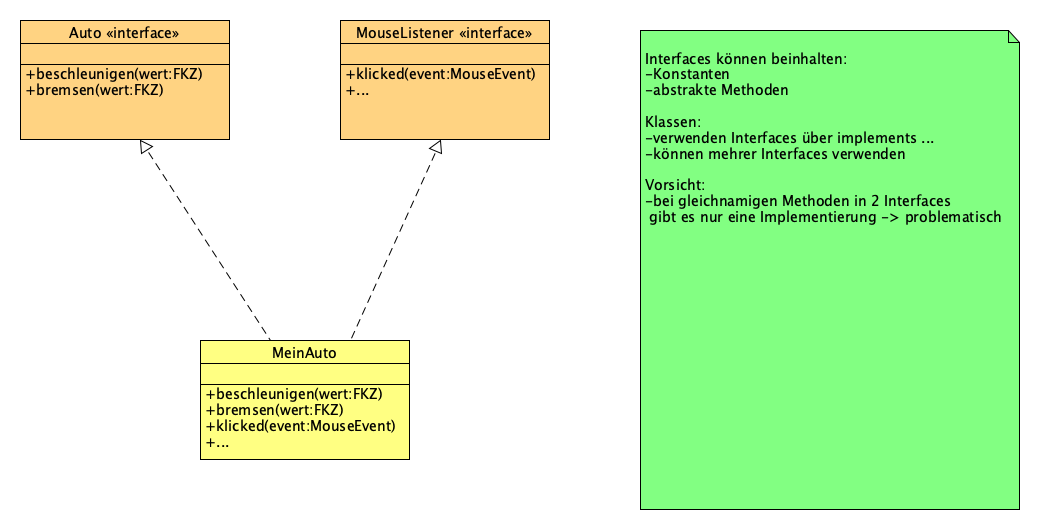 Auto «interface»
+beschleunigen(wert:FKZ)
+bremsen(wert:FKZ)
MouseListener «interface»
+klicked(event:MouseEvent)
+...
MeinAuto
+beschleunigen(wert:FKZ)
+bremsen(wert:FKZ)
+klicked(event:MouseEvent)
+...
Interfaces können beinhalten:
-Konstanten
-abstrakte Methoden
Klassen:
-verwenden Interfaces über implements ...
-können mehrer Interfaces verwenden
Vorsicht:
-bei gleichnamigen Methoden in 2 Interfaces
gibt es nur eine Implementierung -> problematisch